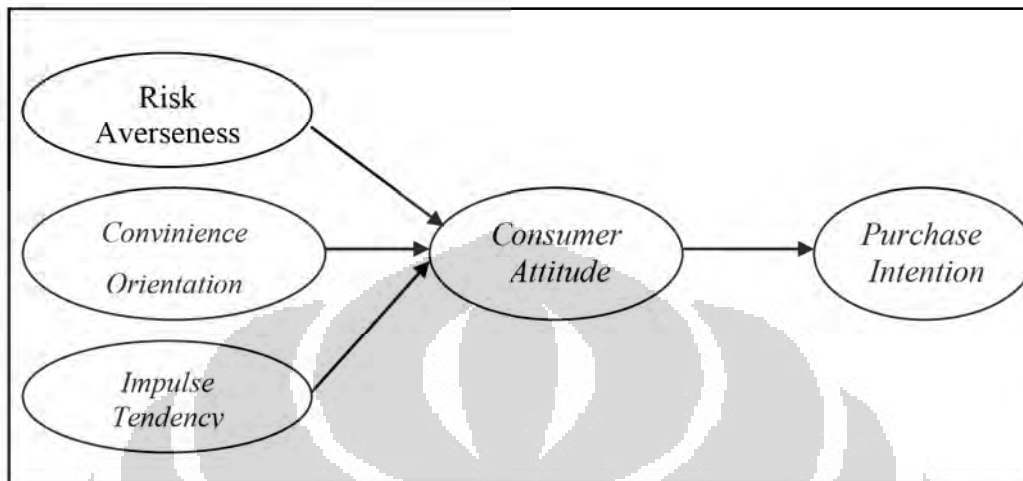 Risk
Averseness
Convinience
Orientation
Impulse
Tendency
Consumer
Attitude
Purchase
Intention